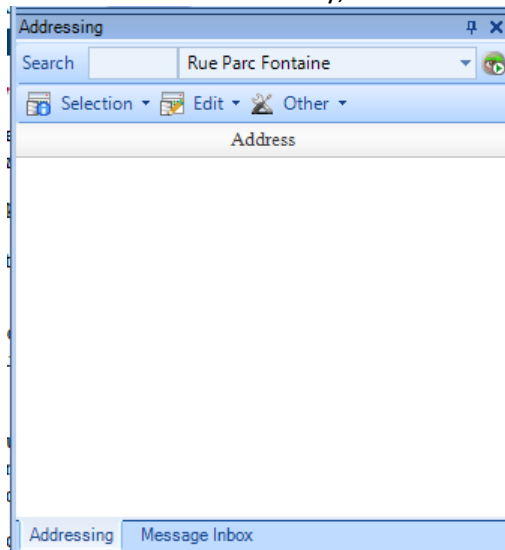 Addressing
Search Rue Parc Fontaine
Selection Edit Other
Address
Addressing Message Inbox